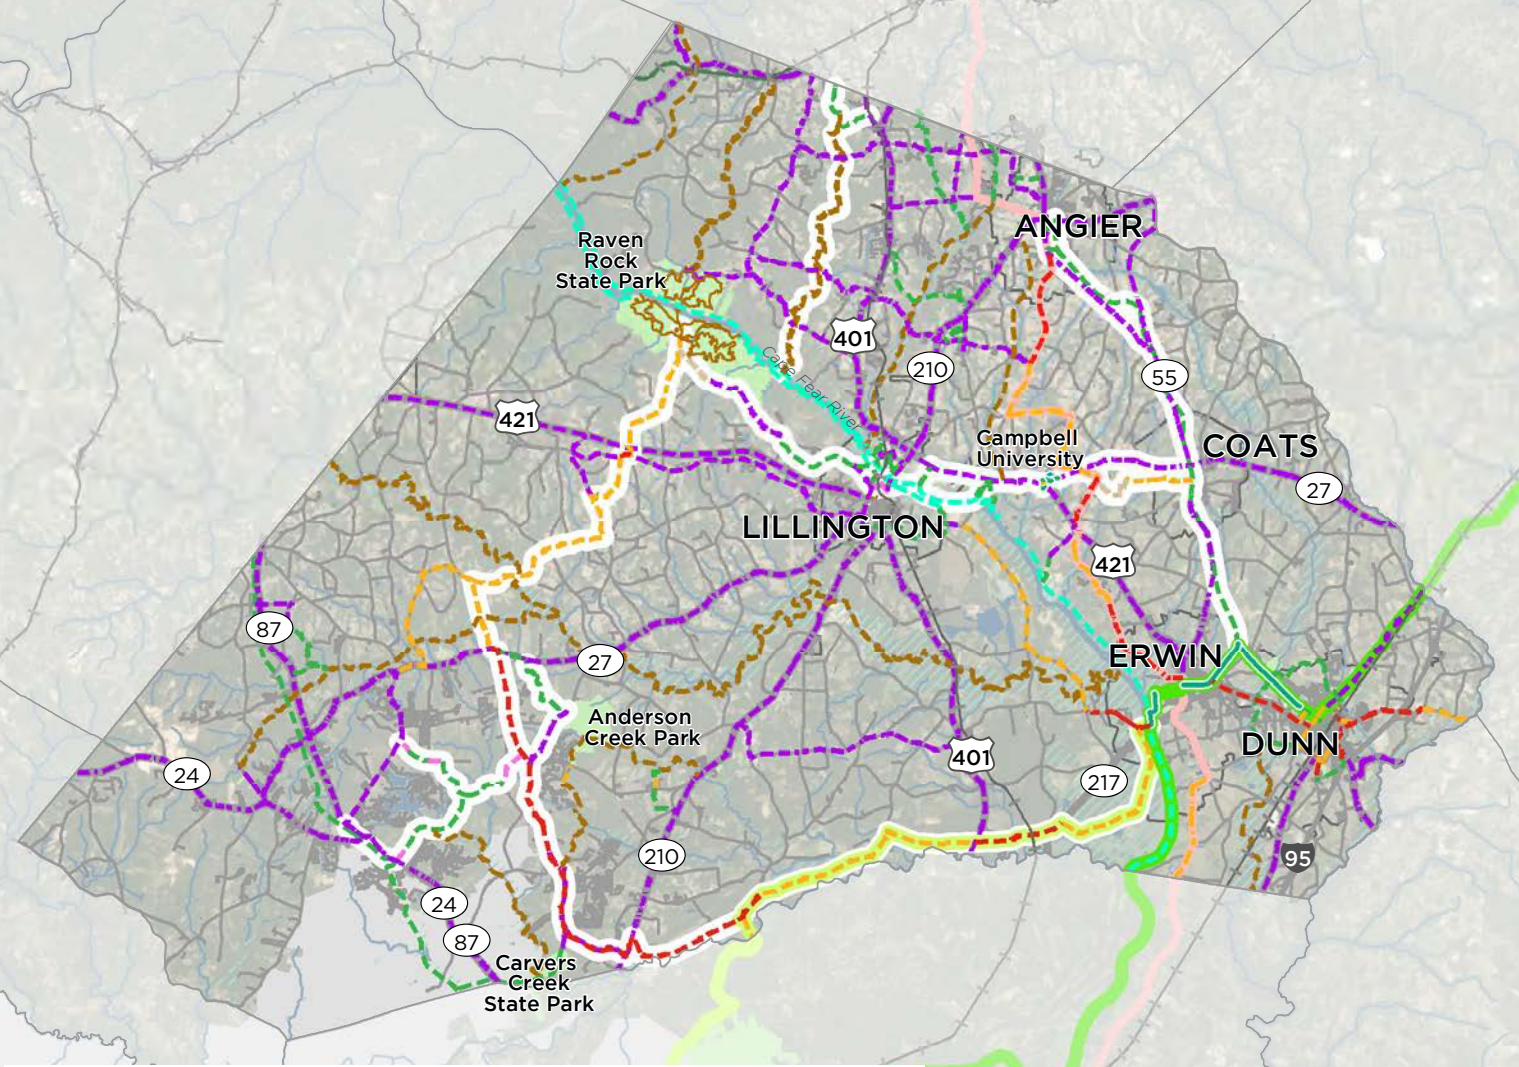 ANGIER
Raven
Rock
State Park
401
Cape Fear River
210
55
421
Campbell
University
COATS
27
LILLINGTON
421
87
27
ERWIN
Anderson
Creek Park
DUNN
24
401
217
210
95
24
87
Carvers
Creek
State Park